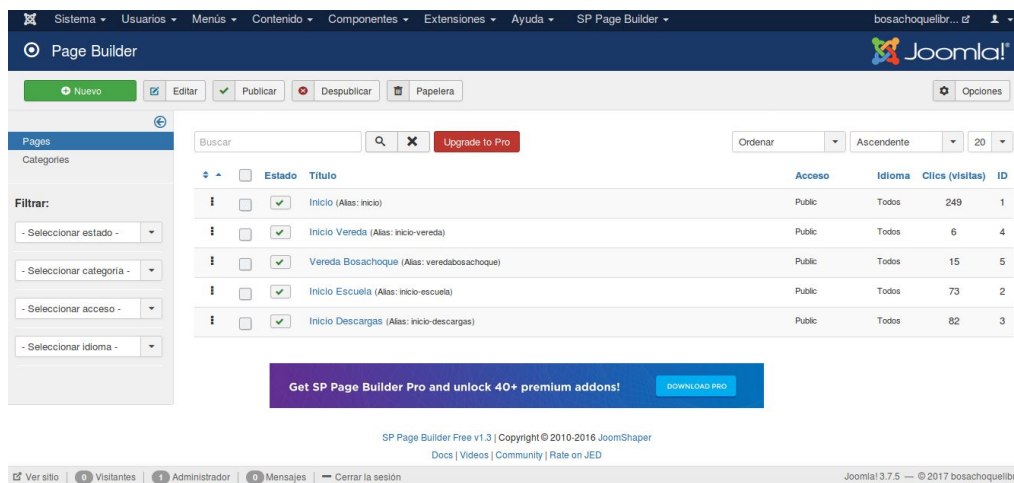 Sistema Usuarios Menús Contenido Componentes Extensiones Ayuda SP Page Builder bosachoquelibr...
Page Builder Joomla!
Nuevo Editar Publicar Despublicar Papelera Opciones
Pages
Categories
Filtrar:
- Seleccionar estado -
- Seleccionar categoría -
- Seleccionar acceso -
- Seleccionar idioma -
Buscar Upgrade to Pro Ordenar Ascendente 20
Estado Título Acceso Idioma Clics (visitas) ID
Inicio (Alias: inicio) Public Todos 249 1
Inicio Vereda (Alias: inicio-vereda) Public Todos 6 4
Vereda Bosachoque (Alias: veredabosachoque) Public Todos 15 5
Inicio Escuela (Alias: inicio-escuela) Public Todos 73 2
Inicio Descargas (Alias: inicio-descargas) Public Todos 82 3
Get SP Page Builder Pro and unlock 40+ premium addons! DOWNLOAD PRO
SP Page Builder Free v1.3 | Copyright © 2010-2016 JoomShaper
Docs | Videos | Community | Rate on JED
Ver sitio | 0 Visitantes | 1 Administrador | 0 Mensajes | Cerrar la sesión Joomla! 3.7.5 — © 2017 bosachoquelib